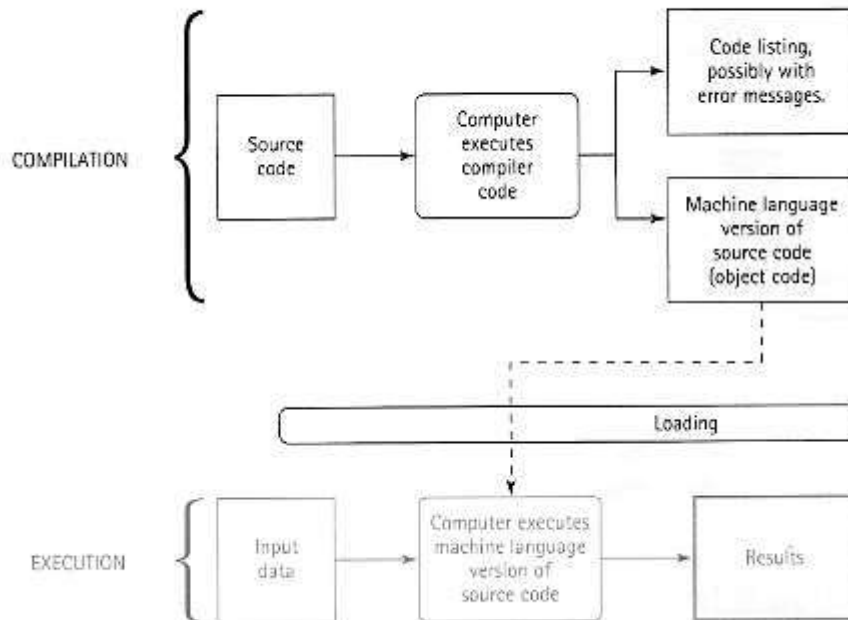 COMPILATION
Source
code
Computer
executes
compiler
code
Code listing,
possibly with
error messages.
Machine language
version of
source code
(object code)
Loading
EXECUTION
Input
data
Computer executes
machine language
version of
source code
Results